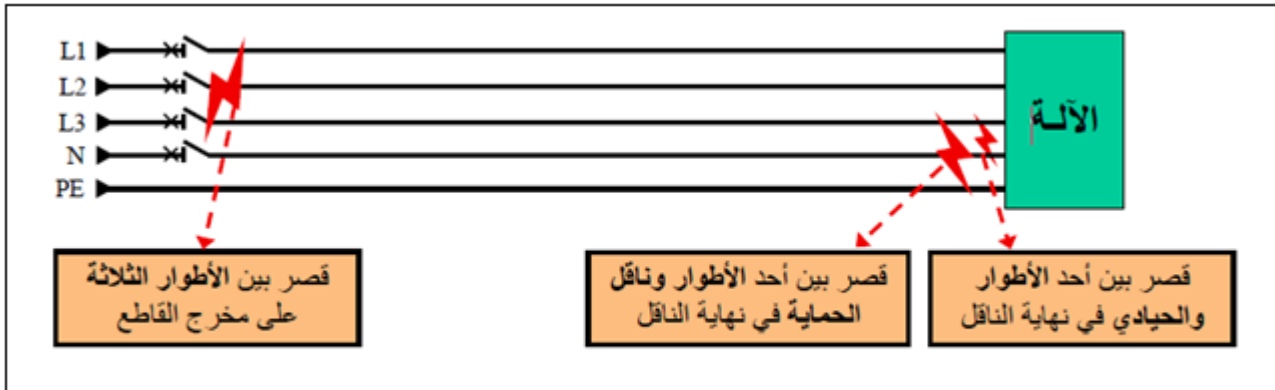 L1
L2
L3
N
PE
الآلـة
قصر بين الأطوار الثلاثة
على مخرج القاطع
قصر بين أحد الأطوار وناقل
الحماية في نهاية الناقل
قصر بين أحد الأطوار
والحيادي في نهاية الناقل